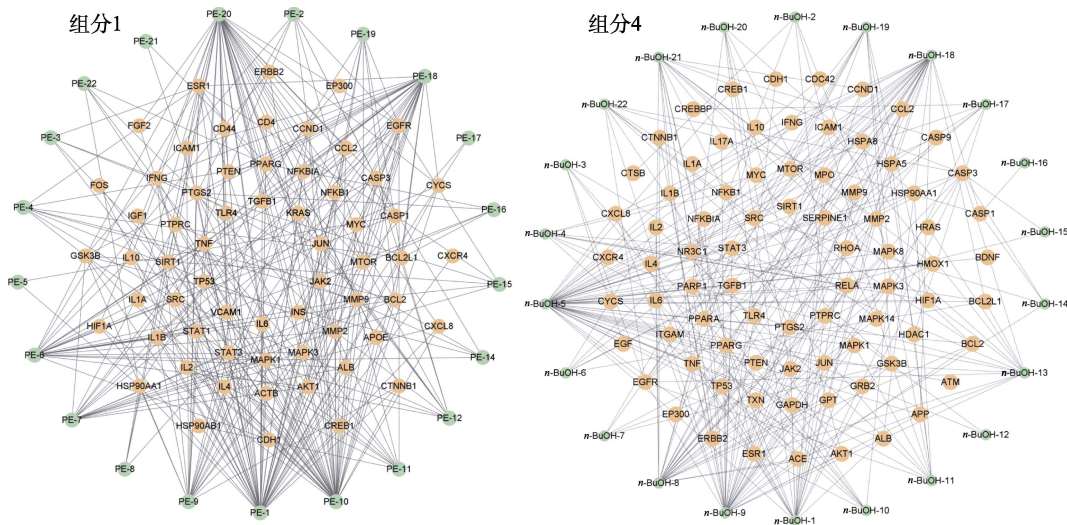 组分1
PE-20
PE-2
PE-21
PE-19
PE-22
ERBB2
PE-18
ESR1
EP300
PE-3
FGF2
CD44
CD4
CCND1
EGFR
PE-17
ICAM1
CCL2
FOS
IFNG
PTEN
PPARG
NFKBIA
CASP3
CYCS
PE-4
PTGS2
TGFB1
NFKB1
PE-16
IGF1
PTPRC
TLR4
KRAS
MYC
CASP1
GSK3B
IL10
SIRT1
TNF
JUN
MTOR
BCL2L1
CXCR4
PE-5
TP53
JAK2
PE-15
IL1A
SRC
VCAM1
INS
MMP9
BCL2
HIF1A
IL1B
STAT1
IL6
MMP2
APOE
CXCL8
PE-6
STAT3
MAPK1
MAPK3
PE-14
HSP90AA1
IL2
IL4
ACTB
AKT1
ALB
CTNNB1
PE-7
HSP90AB1
CDH1
CREB1
PE-12
PE-8
PE-11
PE-9
PE-1
PE-10
组分4
n-BuOH-20
n-BuOH-2
n-BuOH-19
n-BuOH-21
n-BuOH-18
CREB1
CDH1
CDC42
CCND1
n-BuOH-22
CREBBP
CCL2
n-BuOH-17
CTNNB1
IL17A
IL10
IFNG
ICAM1
HSPA8
CASP9
n-BuOH-3
CTSB
IL1A
MYC
MTOR
MPO
HSPA5
CASP3
n-BuOH-16
IL1B
NFKB1
MMP9
HSP90AA1
CXCL8
NFKBIA
SRC
SIRT1
SERPINE1
MMP2
CASP1
n-BuOH-4
IL2
HRAS
n-BuOH-15
CXCR4
IL4
NR3C1
STAT3
RHOA
MAPK8
HMOX1
BDNF
n-BuOH-5
CYCS
IL6
PARP1
TGFB1
RELA
MAPK3
HIF1A
BCL2L1
n-BuOH-14
EGF
ITGAM
PPARA
TLR4
PTGS2
PTPRC
MAPK14
HDAC1
BCL2
n-BuOH-6
TNF
PPARG
PTEN
JAK2
JUN
MAPK1
GSK3B
n-BuOH-13
EGFR
TP53
TXN
GAPDH
GPT
GRB2
ATM
n-BuOH-7
EP300
APP
n-BuOH-12
ERBB2
ESR1
ACE
AKT1
ALB
n-BuOH-8
n-BuOH-11
n-BuOH-9
n-BuOH-1
n-BuOH-10